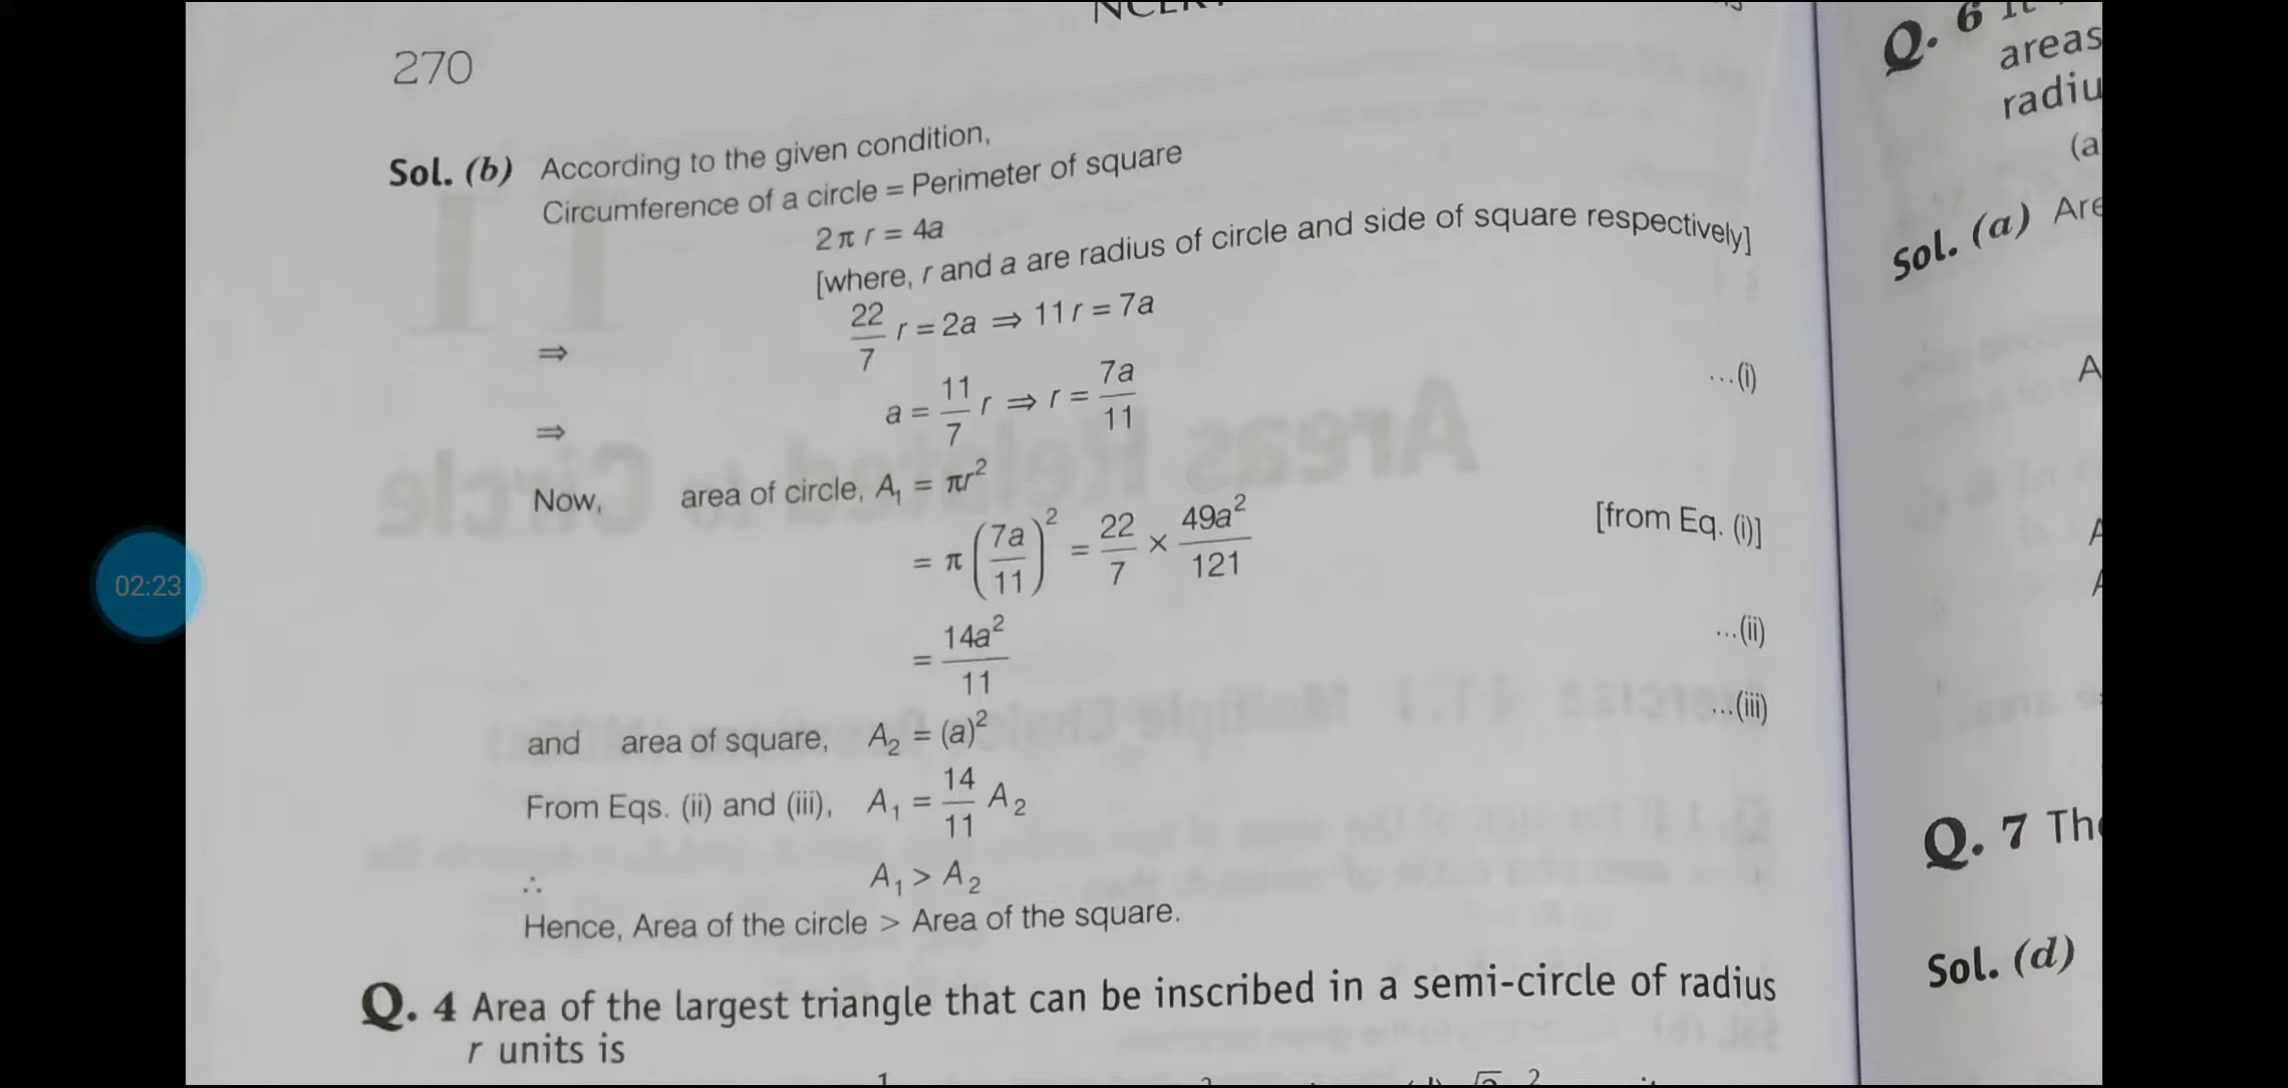 270
Sol. (b) According to the given condition,
Circumference of a circle = Perimeter of square
2π r = 4a
[where, r and a are radius of circle and side of square respectively]
⇒ 22/7 r = 2a ⇒ 11r = 7a
⇒ a = 11/7 r ⇒ r = 7a/11 ...(i)
Now, area of circle, A₁ = πr²
= π (7a/11)² = 22/7 × 49a²/121 [from Eq. (i)]
= 14a²/11 ...(ii)
and area of square, A₂ = (a)² ...(iii)
From Eqs. (ii) and (iii), A₁ = 14/11 A₂
∴ A₁ > A₂
Hence, Area of the circle > Area of the square.
Q. 4 Area of the largest triangle that can be inscribed in a semi-circle of radius
r units is
02:23
Q. 6
areas
(a
Sol. (a)
A
Q. 7
Sol. (d)